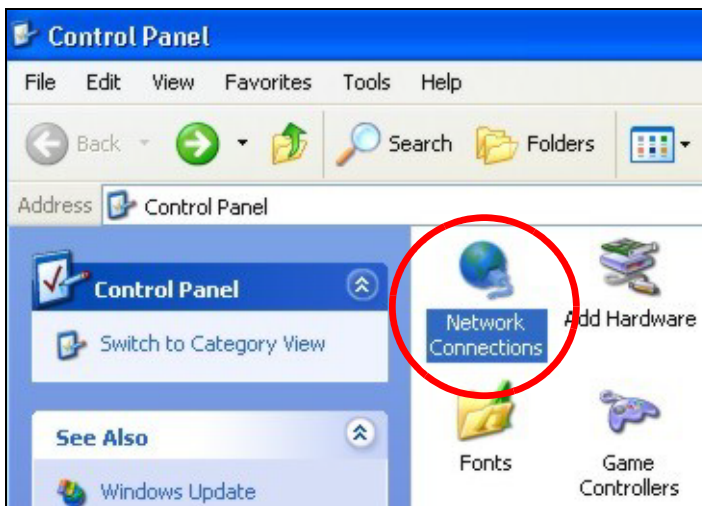 Control Panel
File Edit View Favorites Tools Help
Back Search Folders
Address Control Panel
Control Panel
Switch to Category View
See Also
Windows Update
Network Connections
Add Hardware
Fonts
Game Controllers